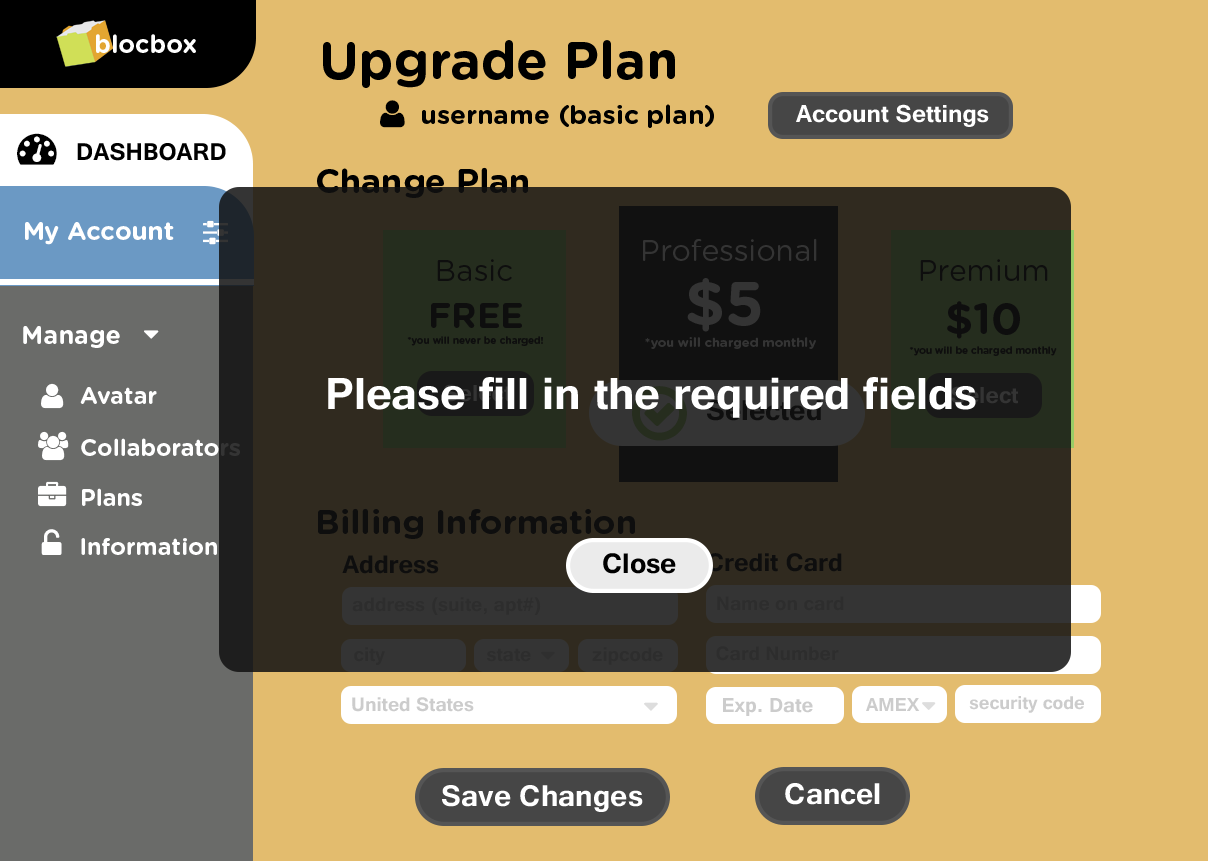 blocbox
Upgrade Plan
username (basic plan)
Account Settings
DASHBOARD
My Account
Manage
Avatar
Collaborators
Plans
Information
Change Plan
Basic
FREE
*you will never be charged!
Professional
$5
*you will charged monthly
Selected
Premium
$10
*you will be charged monthly
Select
Please fill in the required fields
Close
Billing Information
Address
address (suite, apt#)
city
state
zipcode
United States
Credit Card
Name on card
Card Number
Exp. Date
AMEX
security code
Save Changes
Cancel